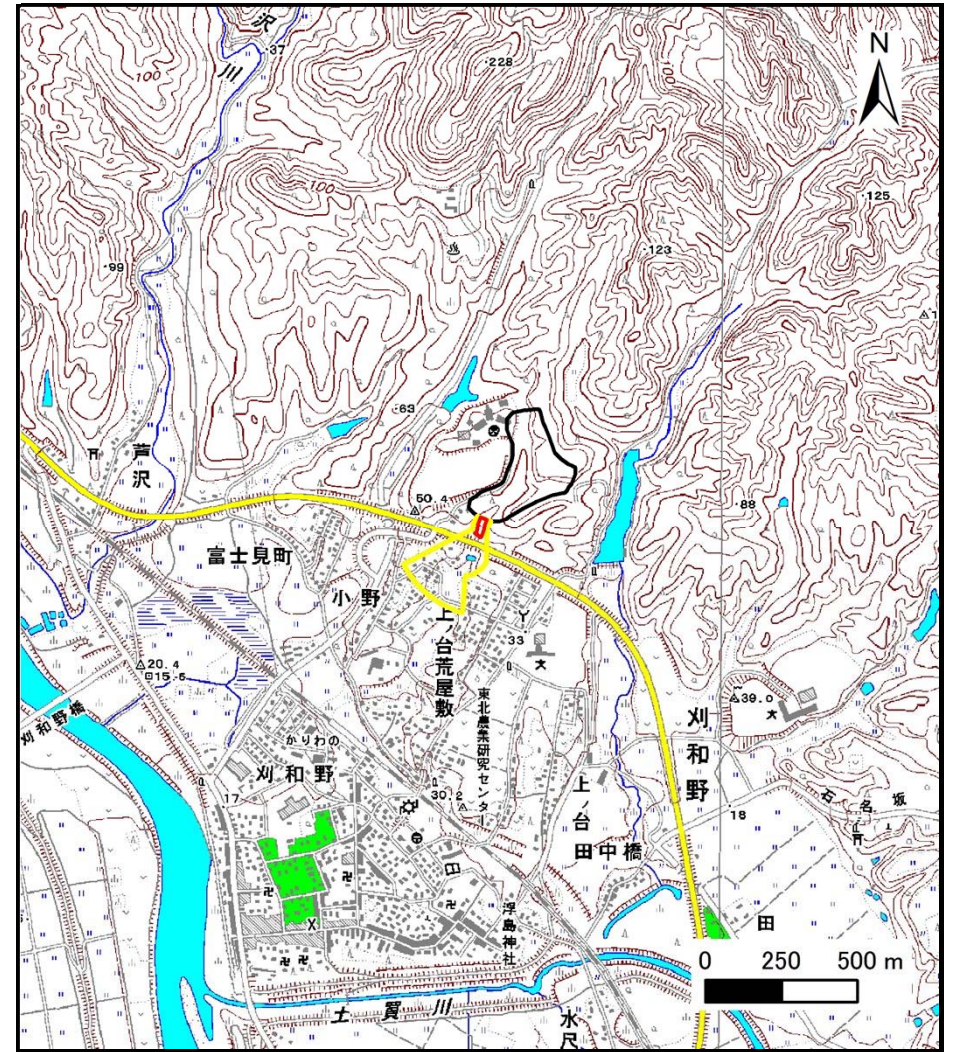 沢川
37
228
N
100
100
100
125
99
123
63
芦沢
50.4
88
富士見町
小野
上台荒屋敷
33
20.4
15.6
東北農業研究センター
39.0
刈和野橋
かりわの
刈和野
刈和野
17
30.2
上ノ台
石名坂
18
田中橋
田
浮島神社
0 250 500 m
土買川
水尺